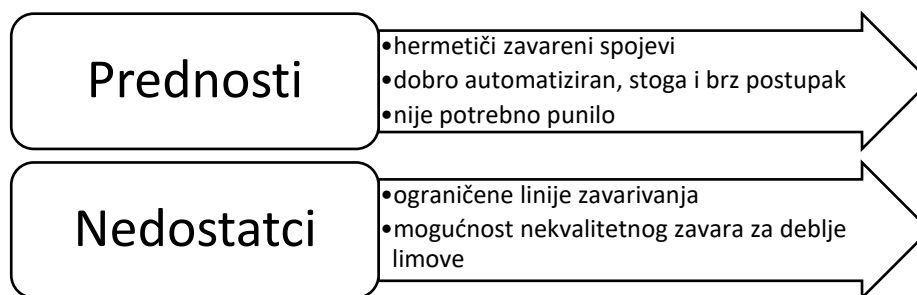 Prednosti
•hermetiči zavareni spojevi
•dobro automatiziran, stoga i brz postupak
•nije potrebno punilo
Nedostatci
•ograničene linije zavarivanja
•mogućnost nekvalitetnog zavara za deblje
limove